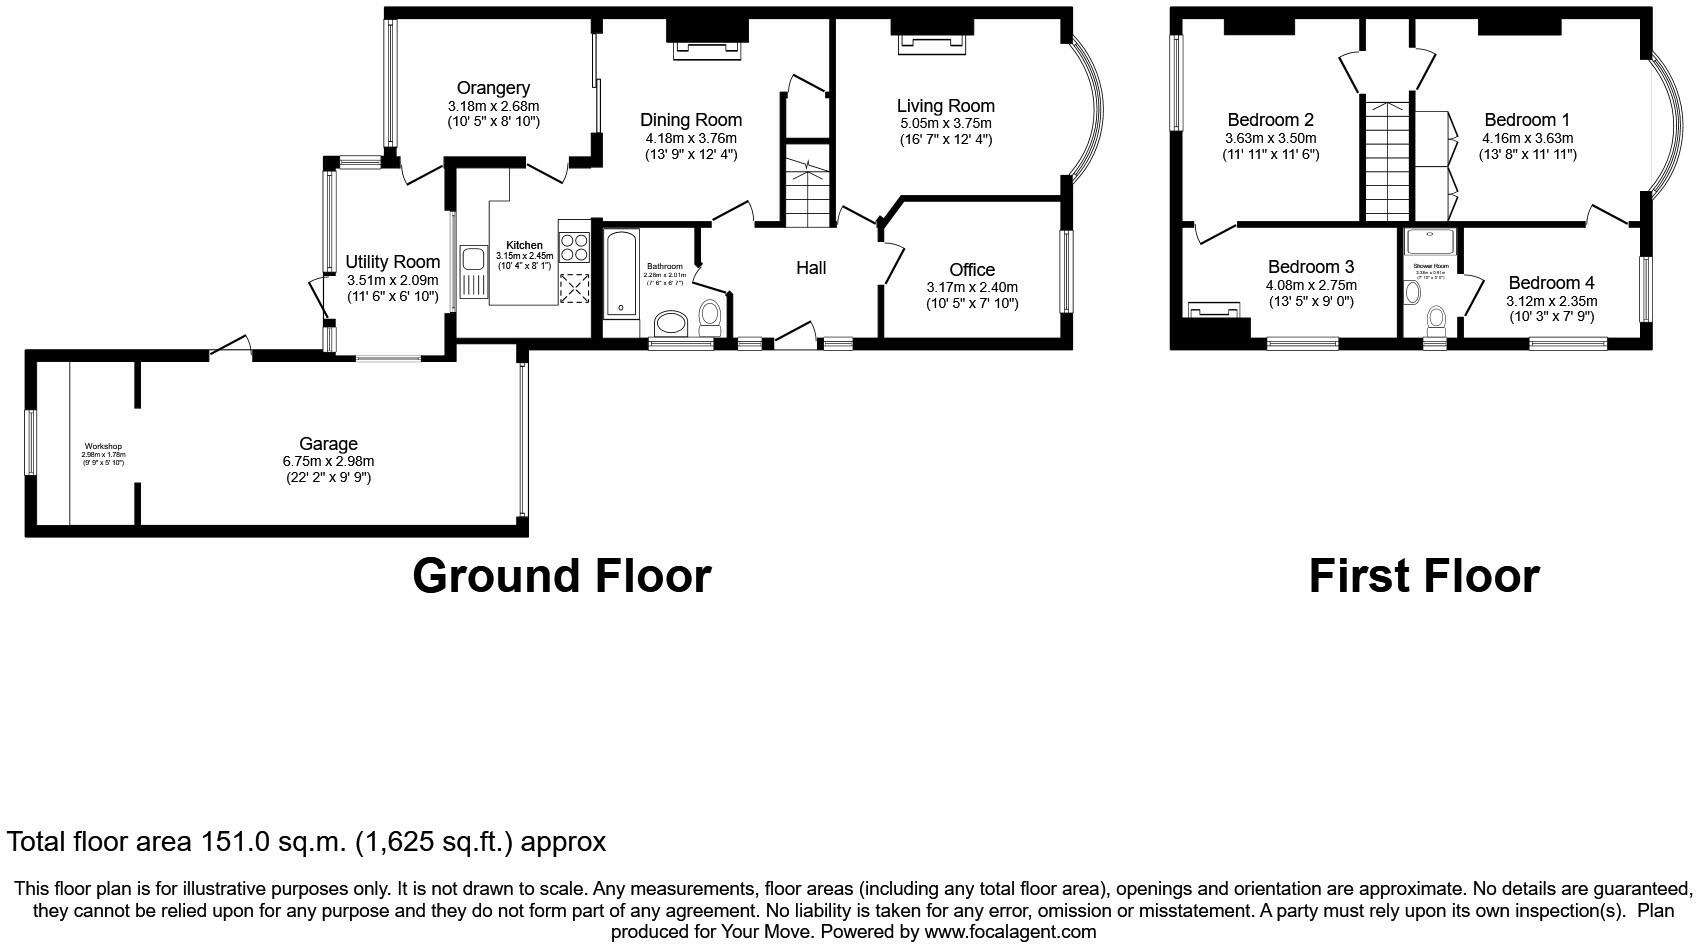 Orangery
3.18m x 2.68m
(10' 5" x 8' 10")
Dining Room
4.18m x 3.76m
(13' 9" x 12' 4")
Living Room
5.05m x 3.75m
(16' 7" x 12' 4")
Utility Room
3.51m x 2.09m
(11' 6" x 6' 10")
Kitchen
3.15m x 2.45m
(10' 4" x 8' 1")
Bathroom
2.28m x 2.01m
(7' 6" x 6' 7")
Hall
Office
3.17m x 2.40m
(10' 5" x 7' 10")
Workshop
2.98m x 1.78m
(9' 9" x 5' 10")
Garage
6.75m x 2.98m
(22' 2" x 9' 9")
Ground Floor
Bedroom 2
3.63m x 3.50m
(11' 11" x 11' 6")
Bedroom 1
4.16m x 3.63m
(13' 8" x 11' 11")
Bedroom 3
4.08m x 2.75m
(13' 5" x 9' 0")
Shower Room
Bedroom 4
3.12m x 2.35m
(10' 3" x 7' 9")
First Floor
Total floor area 151.0 sq.m. (1,625 sq.ft.) approx
This floor plan is for illustrative purposes only. It is not drawn to scale. Any measurements, floor areas (including any total floor area), openings and orientation are approximate. No details are guaranteed,
they cannot be relied upon for any purpose and they do not form part of any agreement. No liability is taken for any error, omission or misstatement. A party must rely upon its own inspection(s). Plan
produced for Your Move. Powered by www.focalagent.com